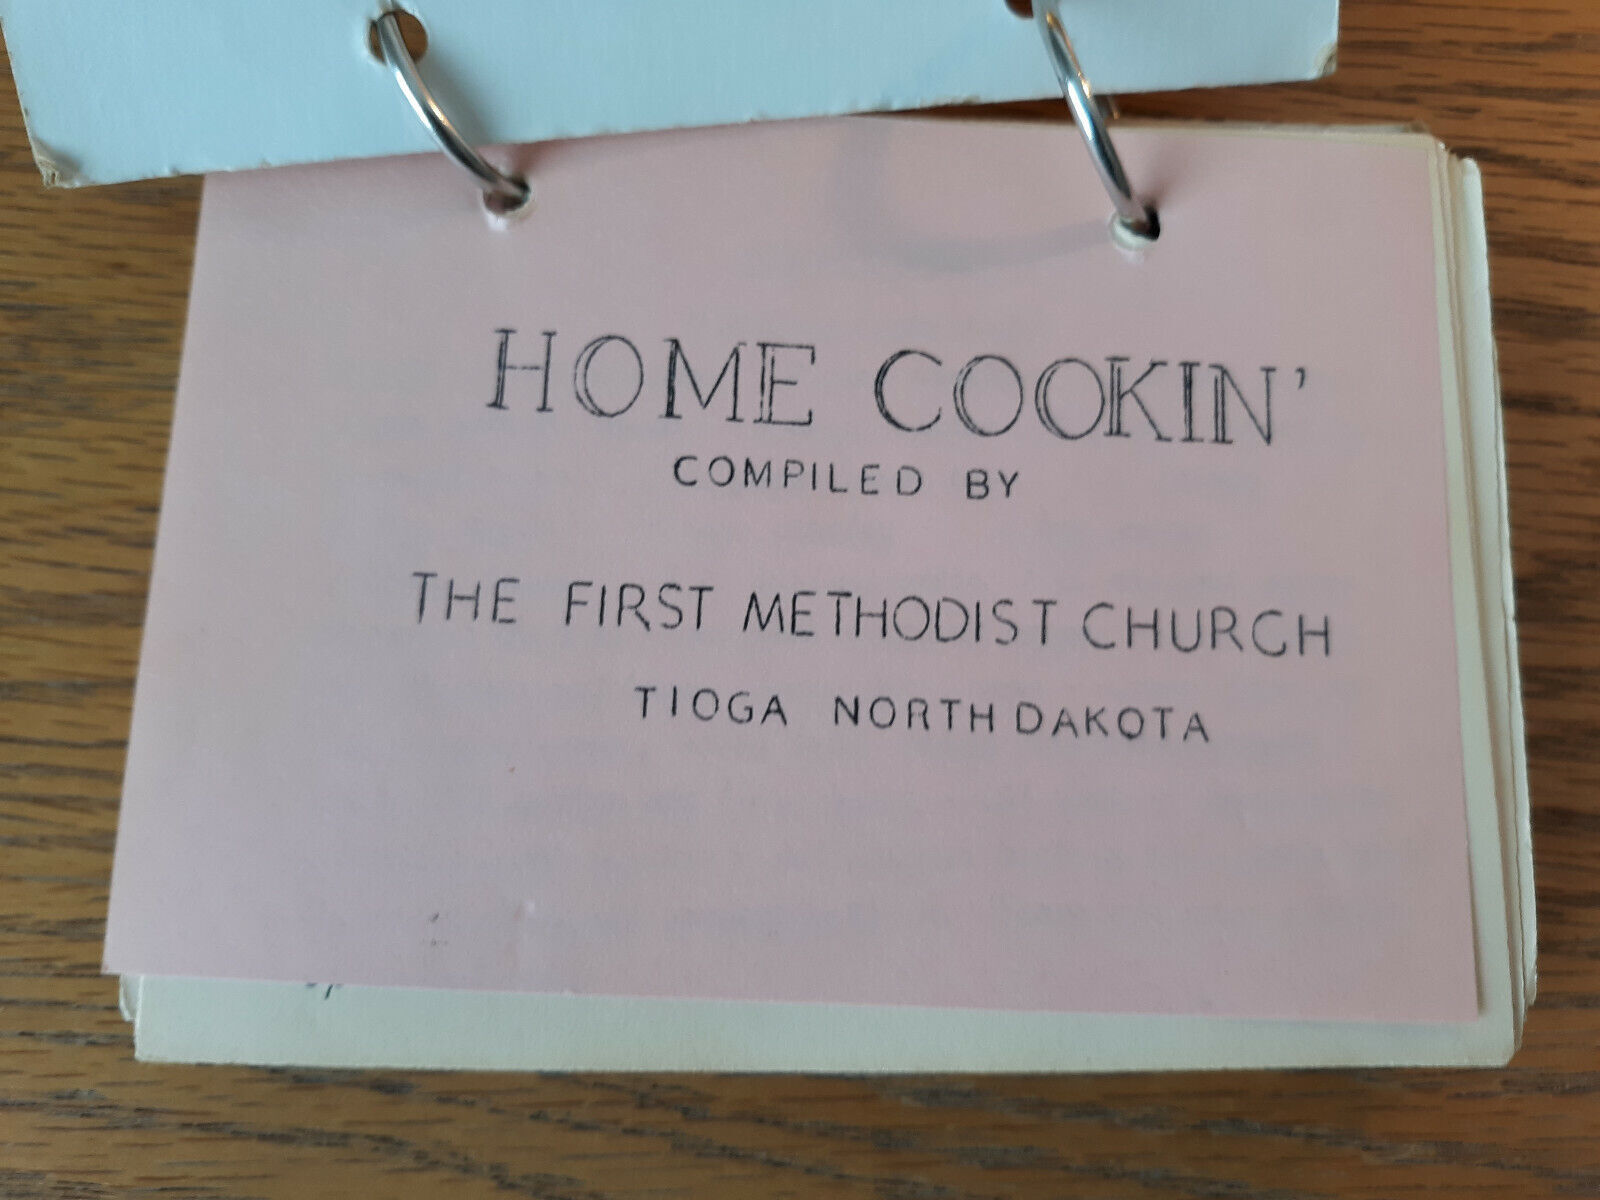 HOME COOKIN'
COMPILED BY
THE FIRST METHODIST CHURCH
TIOGA NORTH DAKOTA